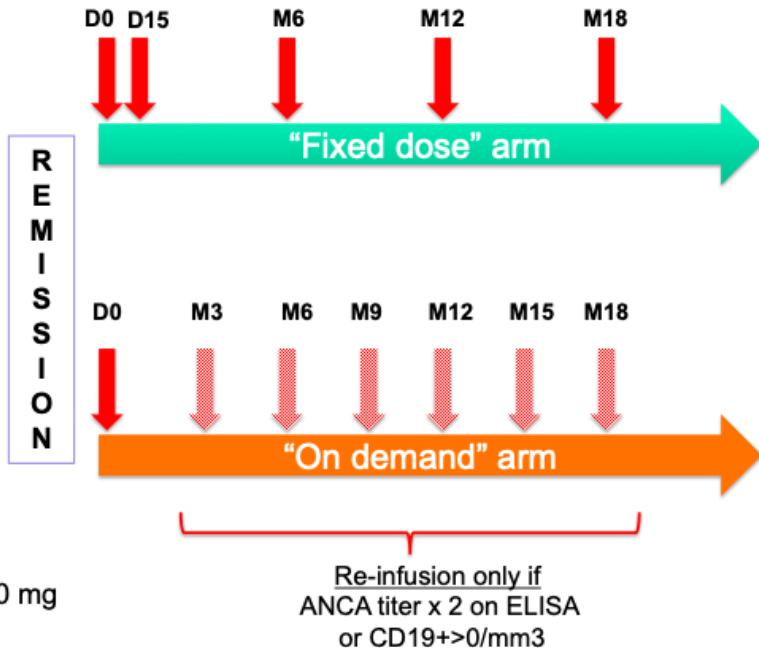 D0 D15 M6 M12 M18
“Fixed dose” arm
R
E
M
I
S
S
I
O
N
D0 M3 M6 M9 M12 M15 M18
“On demand” arm
Re-infusion only if
ANCA titer x 2 on ELISA
or CD19+>0/mm3
0 mg